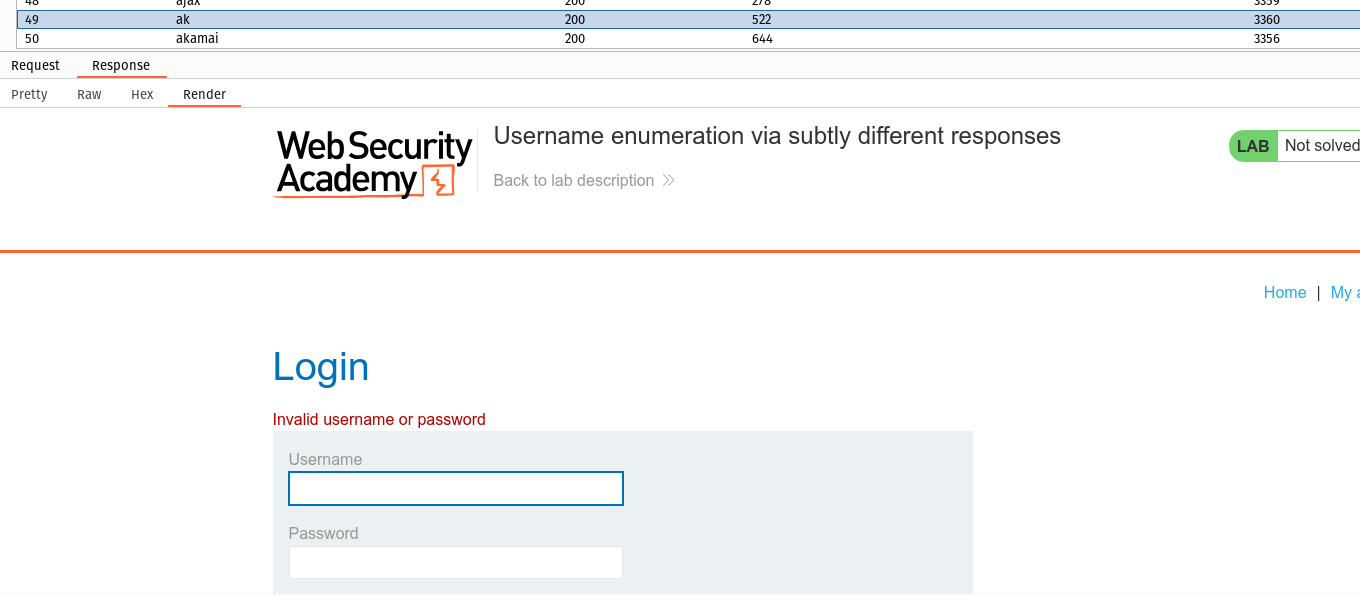 48 ajax 200 278 3359
49 ak 200 522 3360
50 akamai 200 644 3356
Request Response
Pretty Raw Hex Render
Web Security
Academy
Username enumeration via subtly different responses
Back to lab description
LAB Not solved
Home | My a
Login
Invalid username or password
Username
Password